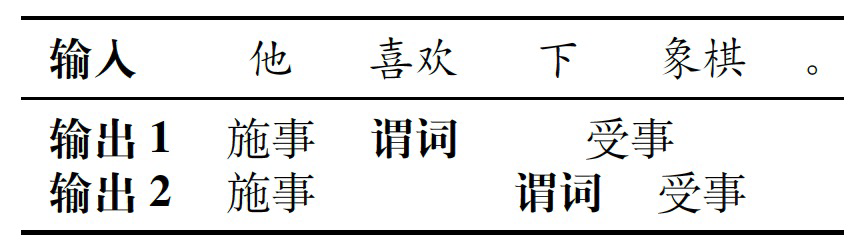 输入 他 喜欢 下 象棋 。
输出 1 施事 谓词 受事
输出 2 施事 谓词 受事